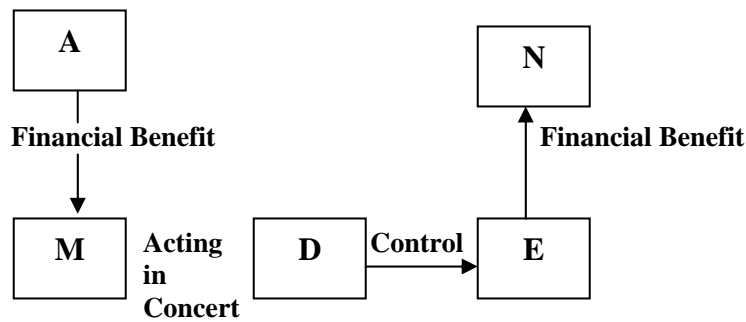 A
N
Financial Benefit
Financial Benefit
M
Acting
in
Concert
D
Control
E